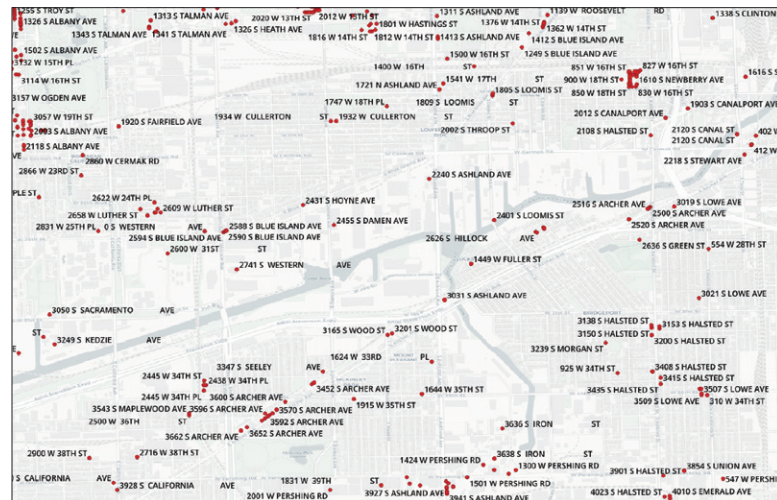 1255 S TROY ST
1313 S TALMAN AVE
2020 W 13TH ST
2012 W 15TH ST
1311 S ASHLAND AVE
1139 W ROOSEVELT RD
1338 S CLINTON
1326 S ALBANY AVE
1343 S TALMAN AVE
1341 S TALMAN AVE
1326 S HEATH AVE
1801 W HASTINGS ST
1376 W 14TH ST
1362 W 14TH ST
1816 W 14TH ST
1812 W 14TH ST
1413 S ASHLAND AVE
1412 S BLUE ISLAND AVE
1249 S BLUE ISLAND AVE
1502 S ALBANY AVE
3132 W 15TH PL
1500 W 16TH ST
1400 W 16TH ST
851 W 16TH ST
827 W 16TH ST
3114 W 16TH ST
1541 W 17TH ST
900 W 18TH ST
1610 S NEWBERRY AVE
1616 S
1721 N ASHLAND AVE
1805 S LOOMIS ST
850 W 18TH ST
830 W 16TH ST
3157 W OGDEN AVE
1747 W 18TH PL
1809 S LOOMIS ST
1903 S CANALPORT AVE
3057 W 19TH ST
1920 S FAIRFIELD AVE
1934 W CULLERTON ST
1932 W CULLERTON ST
2012 S CANALPORT AVE
2002 S THROOP ST
2108 S HALSTED ST
2120 S CANAL ST
2120 S CANAL ST
402 W
2118 S ALBANY AVE
412 W
2860 W CERMAK RD
2218 S STEWART AVE
2866 W 23RD ST
2240 S ASHLAND AVE
PLE ST
2622 W 24TH PL
2609 W LUTHER ST
2431 S HOYNE AVE
2516 S ARCHER AVE
3019 S LOWE AVE
2658 W LUTHER ST
2500 S ARCHER AVE
2831 W 25TH PL
0 S WESTERN AVE
2588 S BLUE ISLAND AVE
2455 S DAMEN AVE
2401 S LOOMIS ST
2520 S ARCHER AVE
2594 S BLUE ISLAND AVE
2590 S BLUE ISLAND AVE
2626 S HILLOCK AVE
2636 S GREEN ST
554 W 28TH ST
2600 W 31ST ST
2741 S WESTERN AVE
1449 W FULLER ST
3031 S ASHLAND AVE
3021 S LOWE AVE
3050 S SACRAMENTO AVE
3138 S HALSTED ST
3153 S HALSTED ST
3165 S WOOD ST
3201 S WOOD ST
3150 S HALSTED ST
3200 S HALSTED ST
ST
3249 S KEDZIE AVE
3239 S MORGAN ST
1624 W 33RD PL
3347 S SEELEY AVE
925 W 34TH ST
3408 S HALSTED ST
2445 W 34TH ST
2438 W 34TH PL
3415 S HALSTED ST
2445 W 34TH PL
3452 S ARCHER AVE
1644 W 35TH ST
3435 S HALSTED ST
3507 S LOWE AVE
3600 S ARCHER AVE
1915 W 35TH ST
3509 S LOWE AVE
310 W 34TH ST
3543 S MAPLEWOOD AVE
3596 S ARCHER AVE
3570 S ARCHER AVE
2500 W 36TH ST
3592 S ARCHER AVE
3636 S IRON ST
3662 S ARCHER AVE
3652 S ARCHER AVE
2900 W 38TH ST
2716 W 38TH ST
3638 S IRON ST
1424 W PERSHING RD
1300 W PERSHING RD
3854 S UNION AVE
3901 S HALSTED ST
S CALIFORNIA AVE
3928 S CALIFORNIA AVE
1831 W 39TH ST
1501 W PERSHING RD
547 W PERSHING
2001 W PERSHING RD
3927 S ASHLAND AVE
3941 S ASHLAND AVE
4023 S HALSTED ST
4010 S EMERALD AVE